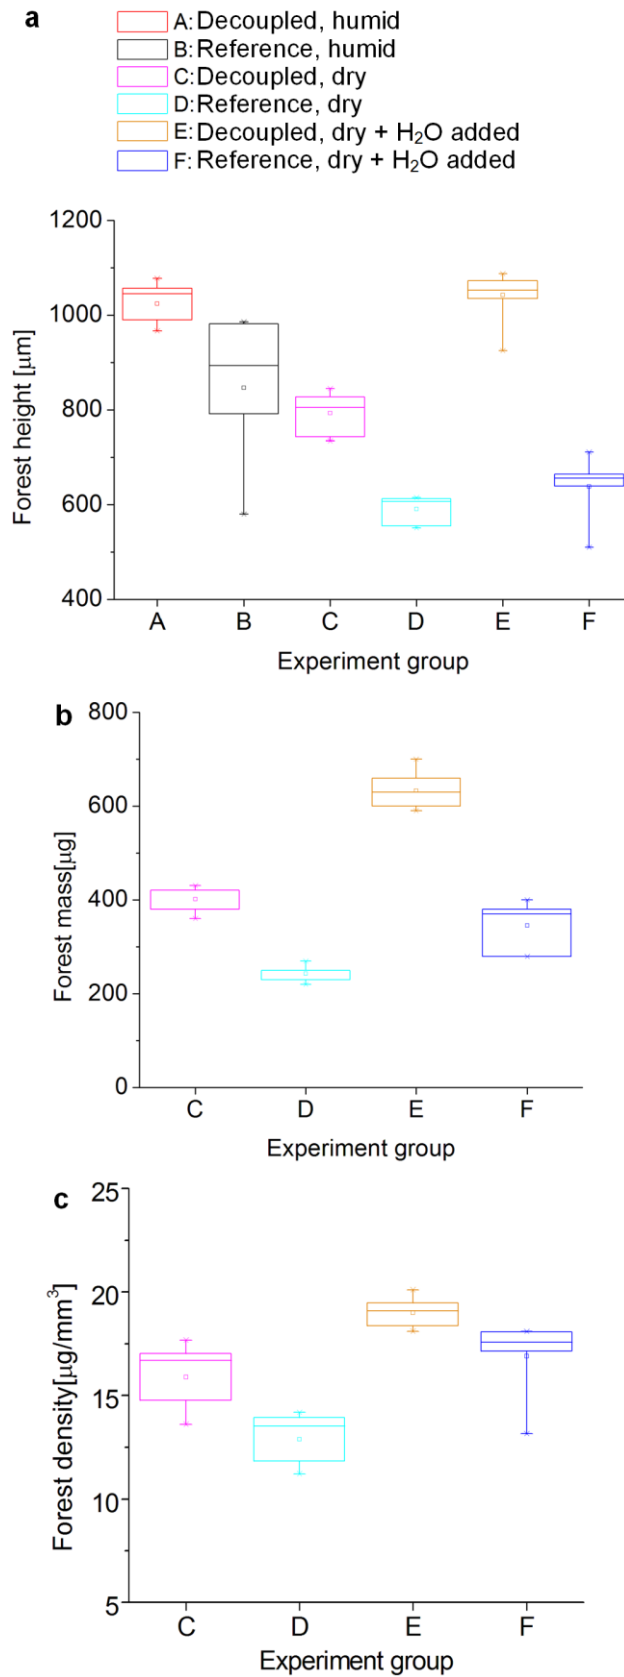 a
A: Decoupled, humid
B: Reference, humid
C: Decoupled, dry
D: Reference, dry
E: Decoupled, dry + H₂O added
F: Reference, dry + H₂O added
1200
1000
800
600
400
Forest height [μm]
A B C D E F
Experiment group
b
800
600
400
200
0
Forest mass[μg]
C D E F
Experiment group
c
25
20
15
10
5
Forest density[μg/mm³]
C D E F
Experiment group